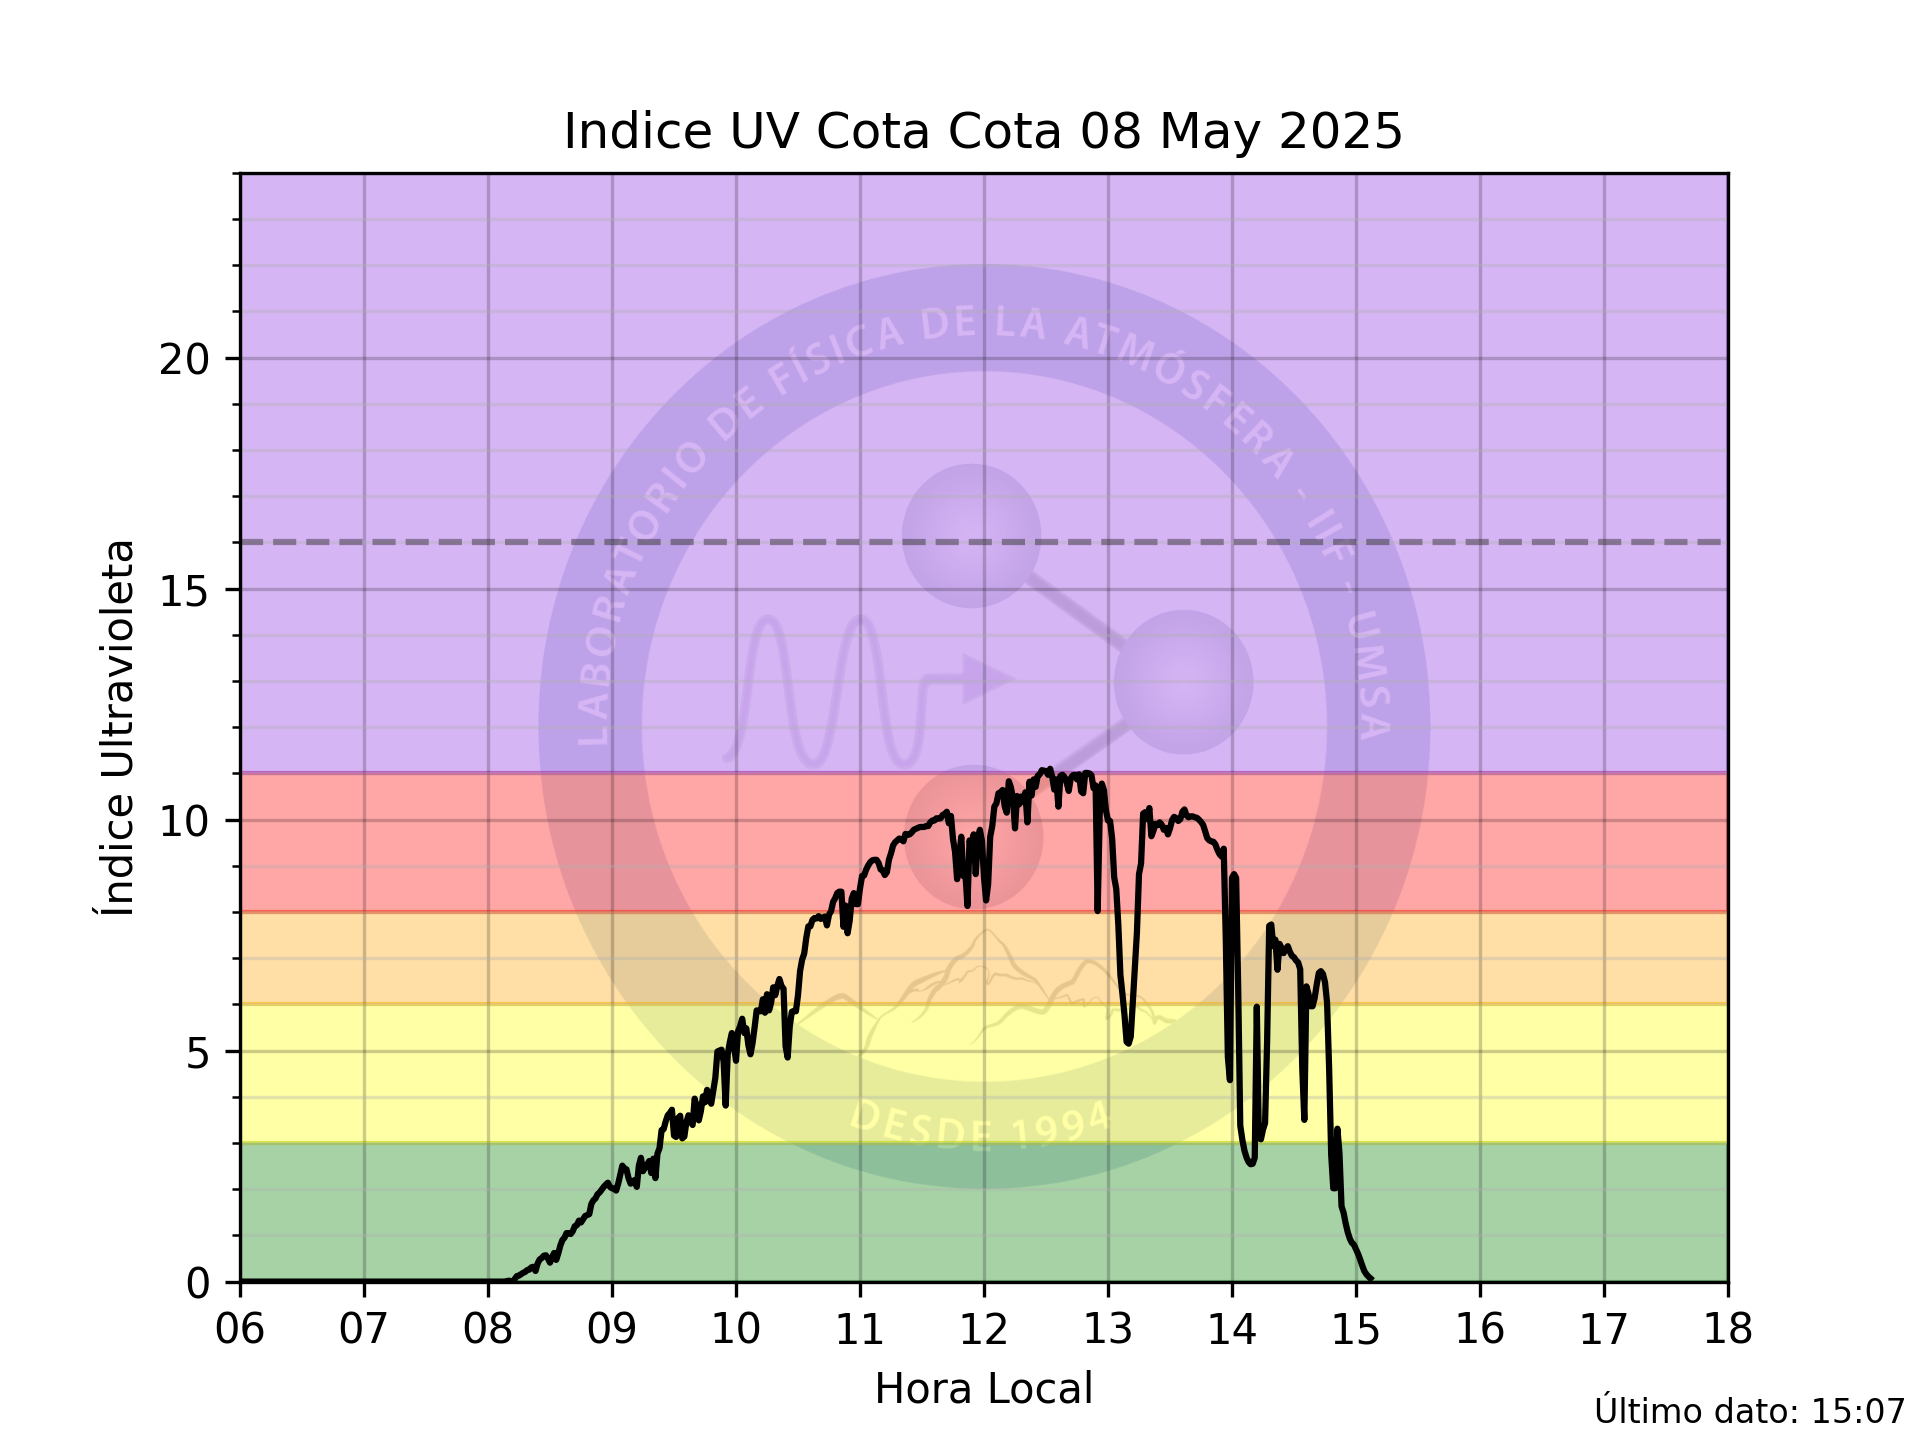 Indice UV Cota Cota 08 May 2025
Índice Ultravioleta
20
15
10
5
0
LABORATORIO DE FÍSICA DE LA ATMÓSFERA - IIF - UMSA
DESDE 1994
06 07 08 09 10 11 12 13 14 15 16 17 18
Hora Local
Último dato: 15:07